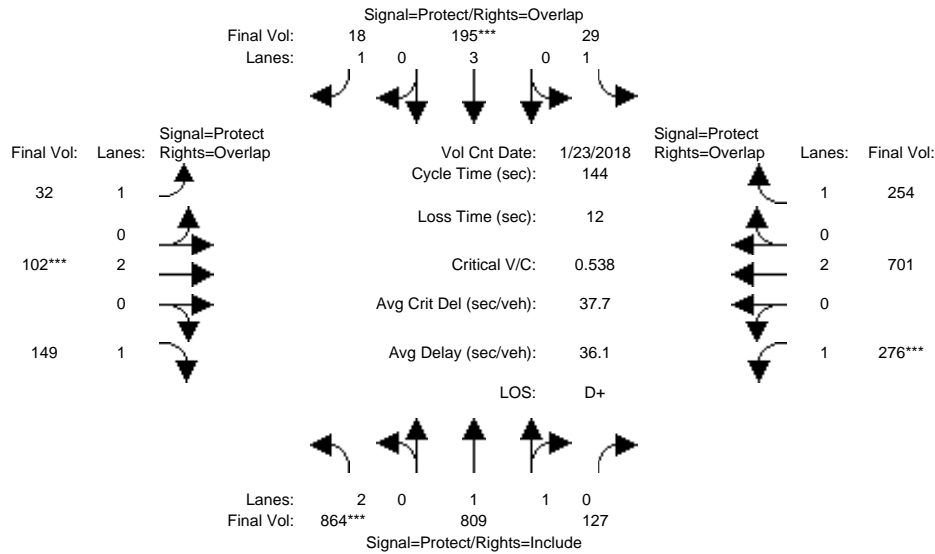 Signal=Protect/Rights=Overlap
Final Vol: 18 195*** 29
Lanes: 1 0 3 0 1
Signal=Protect
Final Vol: Lanes: Rights=Overlap
Vol Cnt Date: 1/23/2018
Signal=Protect
Rights=Overlap Lanes: Final Vol:
Cycle Time (sec): 144
32 1
1 254
Loss Time (sec): 12
0
0
102*** 2
Critical V/C: 0.538
2 701
0
Avg Crit Del (sec/veh): 37.7
0
149 1
Avg Delay (sec/veh): 36.1
1 276***
LOS: D+
Lanes: 2 0 1 1 0
Final Vol: 864*** 809 127
Signal=Protect/Rights=Include